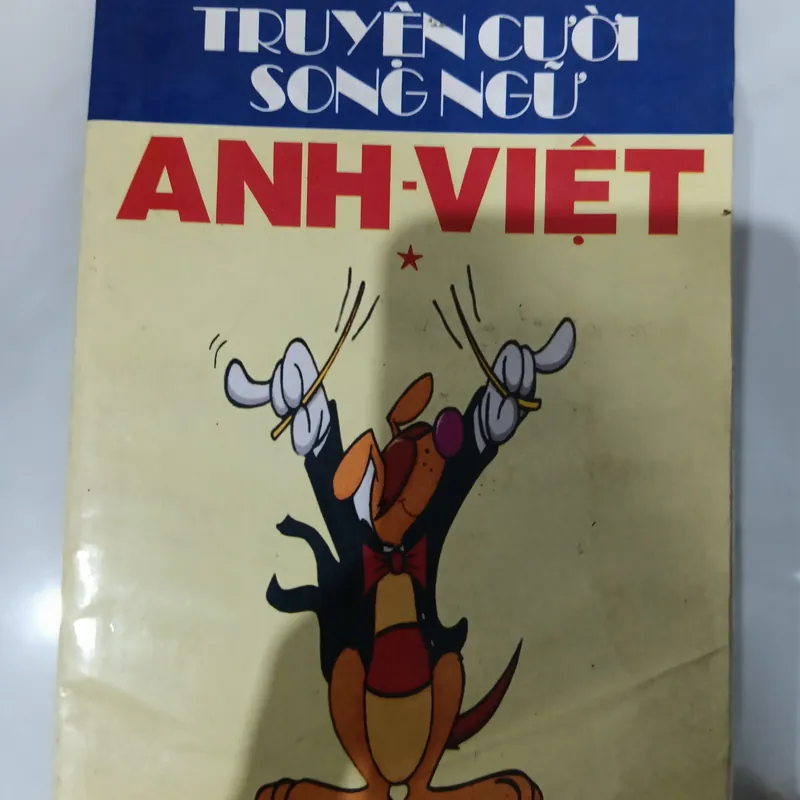 TRUYỆN CƯỜI
SONG NGỮ
ANH-VIỆT